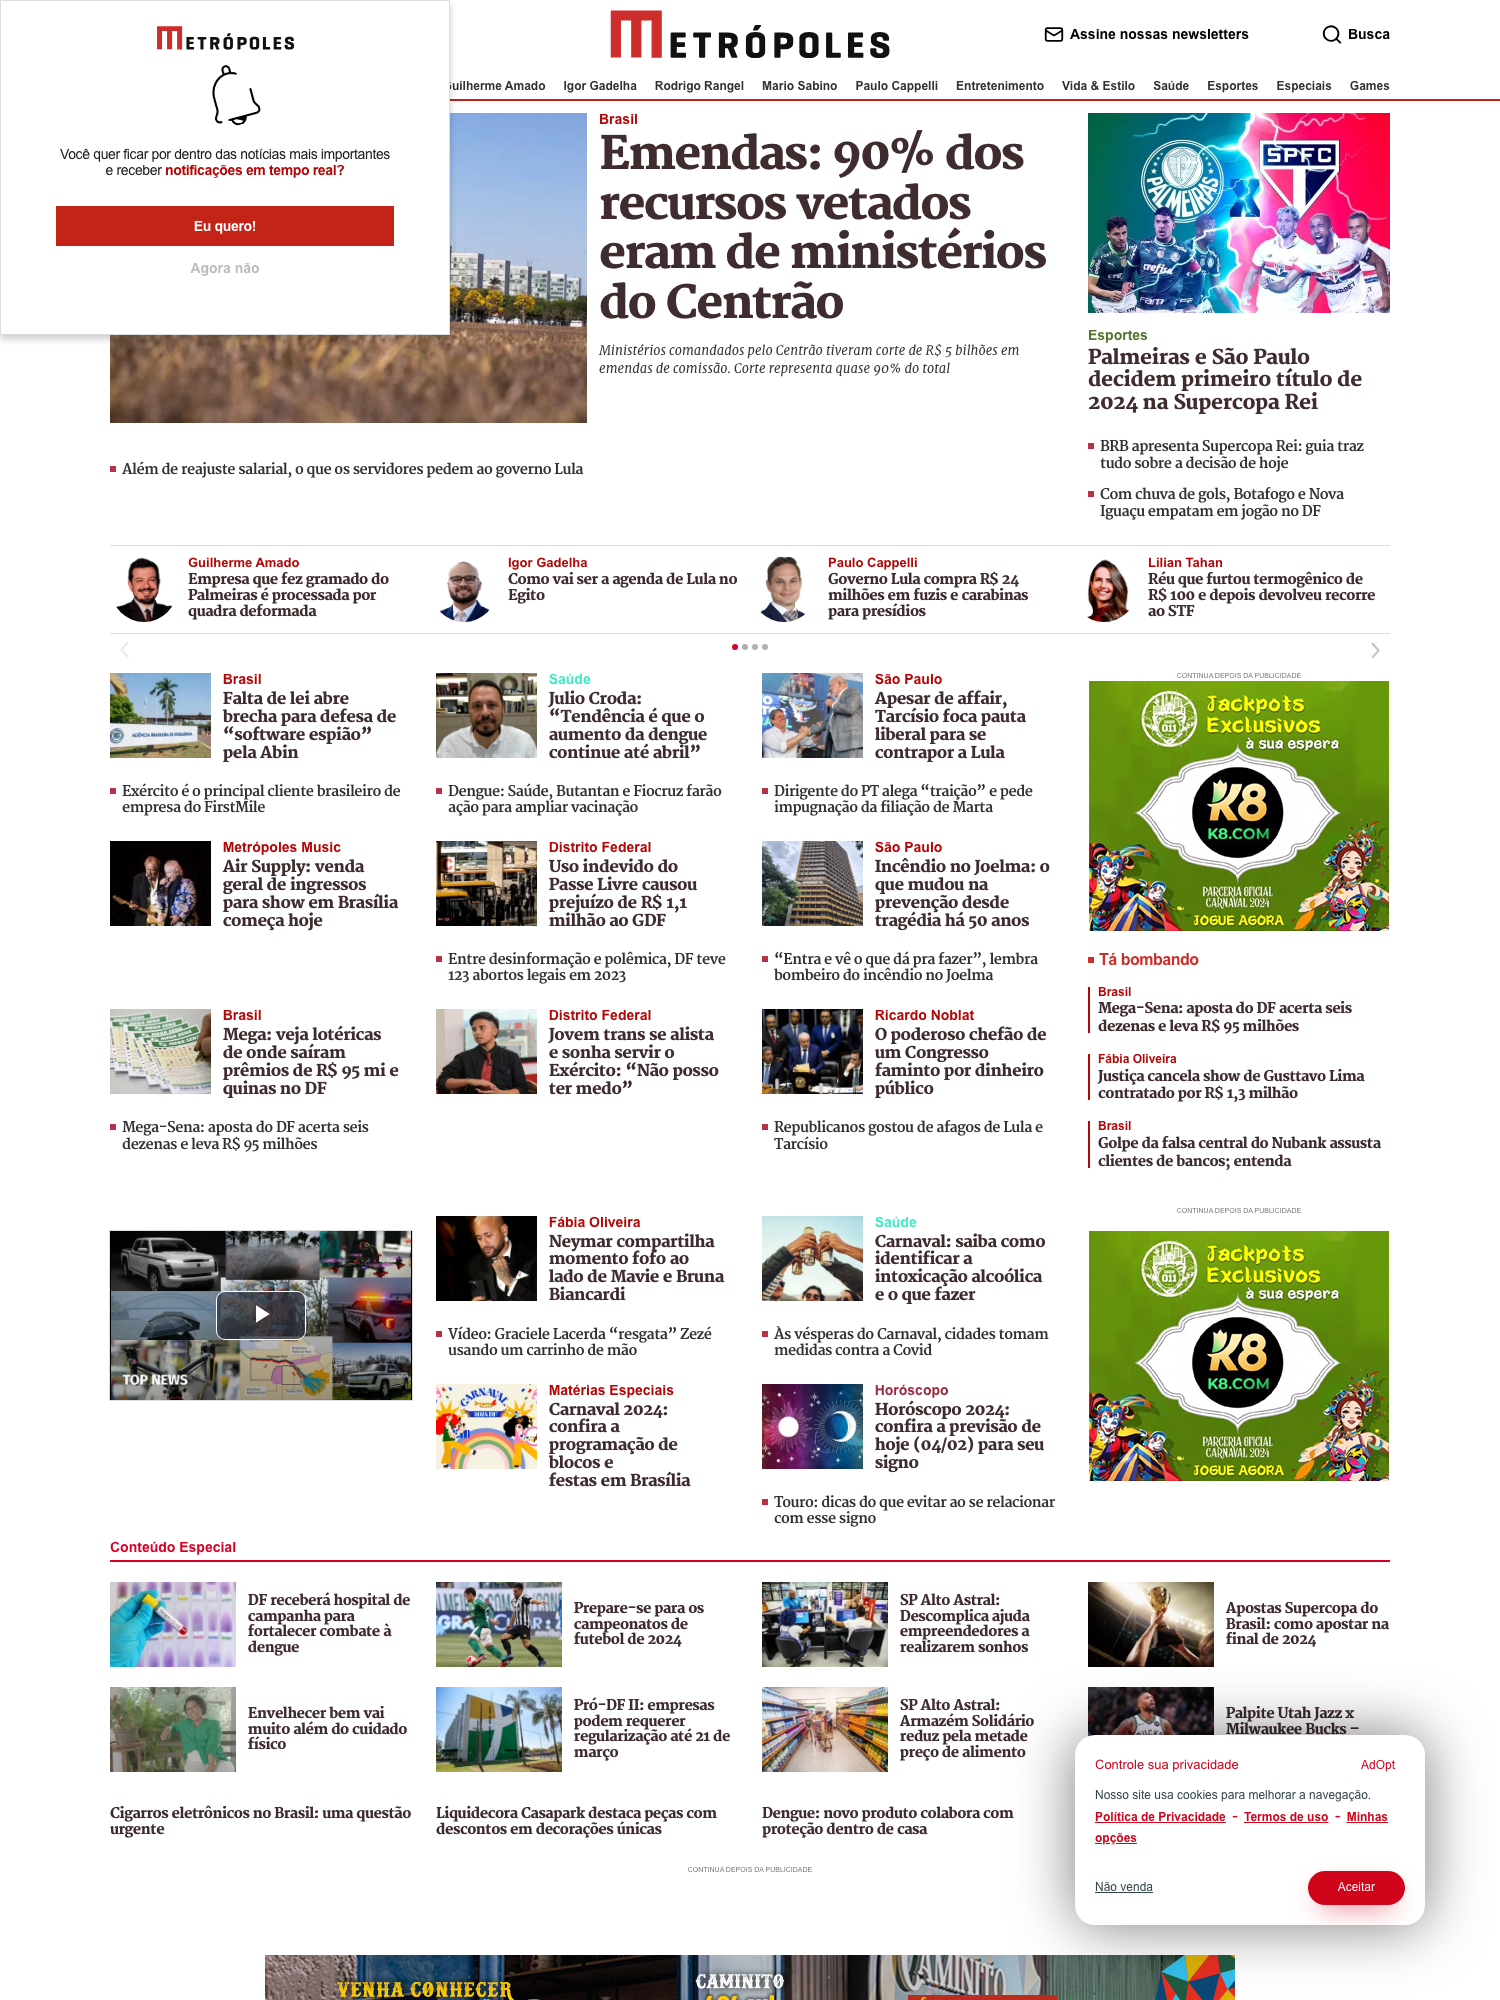 METRÓPOLES
Você quer ficar por dentro das notícias mais importantes
e receber notificações em tempo real?
Eu quero!
Agora não
METRÓPOLES
Assine nossas newsletters
Busca
Guilherme Amado Igor Gadelha Rodrigo Rangel Mario Sabino Paulo Cappelli Entretenimento Vida & Estilo Saúde Esportes Especiais Games
Brasil
Emendas: 90% dos
recursos vetados
eram de ministérios
do Centrão
Ministérios comandados pelo Centrão tiveram corte de R$ 5 bilhões em
emendas de comissão. Corte representa quase 90% do total
Além de reajuste salarial, o que os servidores pedem ao governo Lula
PALMEIRAS
SPFC
Esportes
Palmeiras e São Paulo
decidem primeiro título de
2024 na Supercopa Rei
BRB apresenta Supercopa Rei: guia traz
tudo sobre a decisão de hoje
Com chuva de gols, Botafogo e Nova
Iguaçu empatam em jogão no DF
Guilherme Amado
Empresa que fez gramado do
Palmeiras é processada por
quadra deformada
Igor Gadelha
Como vai ser a agenda de Lula no
Egito
Paulo Cappelli
Governo Lula compra R$ 24
milhões em fuzis e carabinas
para presídios
Lilian Tahan
Réu que furtou termogênico de
R$ 100 e depois devolveu recorre
ao STF
Brasil
Falta de lei abre
brecha para defesa de
“software espião”
pela Abin
Exército é o principal cliente brasileiro de
empresa do FirstMile
Saúde
Julio Croda:
“Tendência é que o
aumento da dengue
continue até abril”
Dengue: Saúde, Butantan e Fiocruz farão
ação para ampliar vacinação
São Paulo
Apesar de affair,
Tarcísio foca pauta
liberal para se
contrapor a Lula
Dirigente do PT alega “traição” e pede
impugnação da filiação de Marta
CONTINUA DEPOIS DA PUBLICIDADE
Jackpots
Exclusivos
à sua espera
K8
K8.COM
PARCERIA OFICIAL
CARNAVAL 2024
JOGUE AGORA
Metrópoles Music
Air Supply: venda
geral de ingressos
para show em Brasília
começa hoje
Distrito Federal
Uso indevido do
Passe Livre causou
prejuízo de R$ 1,1
milhão ao GDF
Entre desinformação e polêmica, DF teve
123 abortos legais em 2023
São Paulo
Incêndio no Joelma: o
que mudou na
prevenção desde
tragédia há 50 anos
“Entra e vê o que dá pra fazer”, lembra
bombeiro do incêndio no Joelma
Tá bombando
Brasil
Mega-Sena: aposta do DF acerta seis
dezenas e leva R$ 95 milhões
Fábia Oliveira
Justiça cancela show de Gusttavo Lima
contratado por R$ 1,3 milhão
Brasil
Golpe da falsa central do Nubank assusta
clientes de bancos; entenda
Brasil
Mega: veja lotéricas
de onde saíram
prêmios de R$ 95 mi e
quinas no DF
Mega-Sena: aposta do DF acerta seis
dezenas e leva R$ 95 milhões
Distrito Federal
Jovem trans se alista
e sonha servir o
Exército: “Não posso
ter medo”
Ricardo Noblat
O poderoso chefão de
um Congresso
faminto por dinheiro
público
Republicanos gostou de afagos de Lula e
Tarcísio
TOP NEWS
Fábia Oliveira
Neymar compartilha
momento fofo ao
lado de Mavie e Bruna
Biancardi
Vídeo: Graciele Lacerda “resgata” Zezé
usando um carrinho de mão
Saúde
Carnaval: saiba como
identificar a
intoxicação alcoólica
e o que fazer
Às vésperas do Carnaval, cidades tomam
medidas contra a Covid
CONTINUA DEPOIS DA PUBLICIDADE
Jackpots
Exclusivos
à sua espera
K8
K8.COM
PARCERIA OFICIAL
CARNAVAL 2024
JOGUE AGORA
CARNAVAL
Matérias Especiais
Carnaval 2024:
confira a
programação de
blocos e
festas em Brasília
Horóscopo
Horóscopo 2024:
confira a previsão de
hoje (04/02) para seu
signo
Touro: dicas do que evitar ao se relacionar
com esse signo
Conteúdo Especial
DF receberá hospital de
campanha para
fortalecer combate à
dengue
Prepare-se para os
campeonatos de
futebol de 2024
SP Alto Astral:
Descomplica ajuda
empreendedores a
realizarem sonhos
Apostas Supercopa do
Brasil: como apostar na
final de 2024
Envelhecer bem vai
muito além do cuidado
físico
Pró-DF II: empresas
podem requerer
regularização até 21 de
março
SP Alto Astral:
Armazém Solidário
reduz pela metade
preço de alimento
Palpite Utah Jazz x
Milwaukee Bucks –
Cigarros eletrônicos no Brasil: uma questão
urgente
Liquidecora Casapark destaca peças com
descontos em decorações únicas
Dengue: novo produto colabora com
proteção dentro de casa
Controle sua privacidade
AdOpt
Nosso site usa cookies para melhorar a navegação.
Política de Privacidade - Termos de uso - Minhas
opções
Não venda
Aceitar
CONTINUA DEPOIS DA PUBLICIDADE
VENHA CONHECER
CAMINITO
CAMINITO